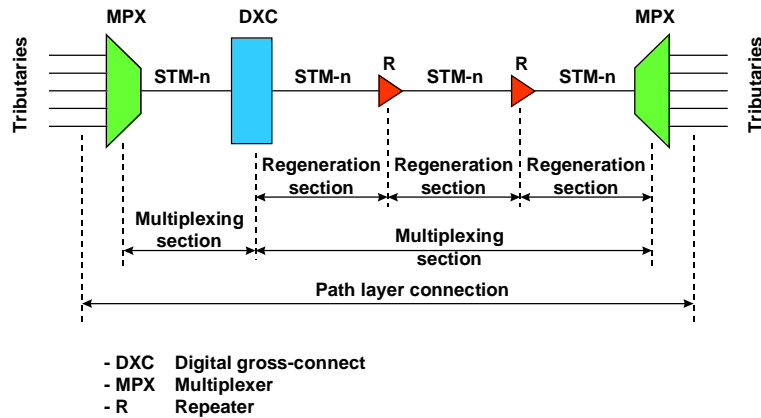 MPX
DXC
MPX
Tributaries
STM-n
STM-n
R
STM-n
R
STM-n
Tributaries
Regeneration
section
Regeneration
section
Regeneration
section
Multiplexing
section
Multiplexing
section
Path layer connection
- DXC Digital gross-connect
- MPX Multiplexer
- R Repeater